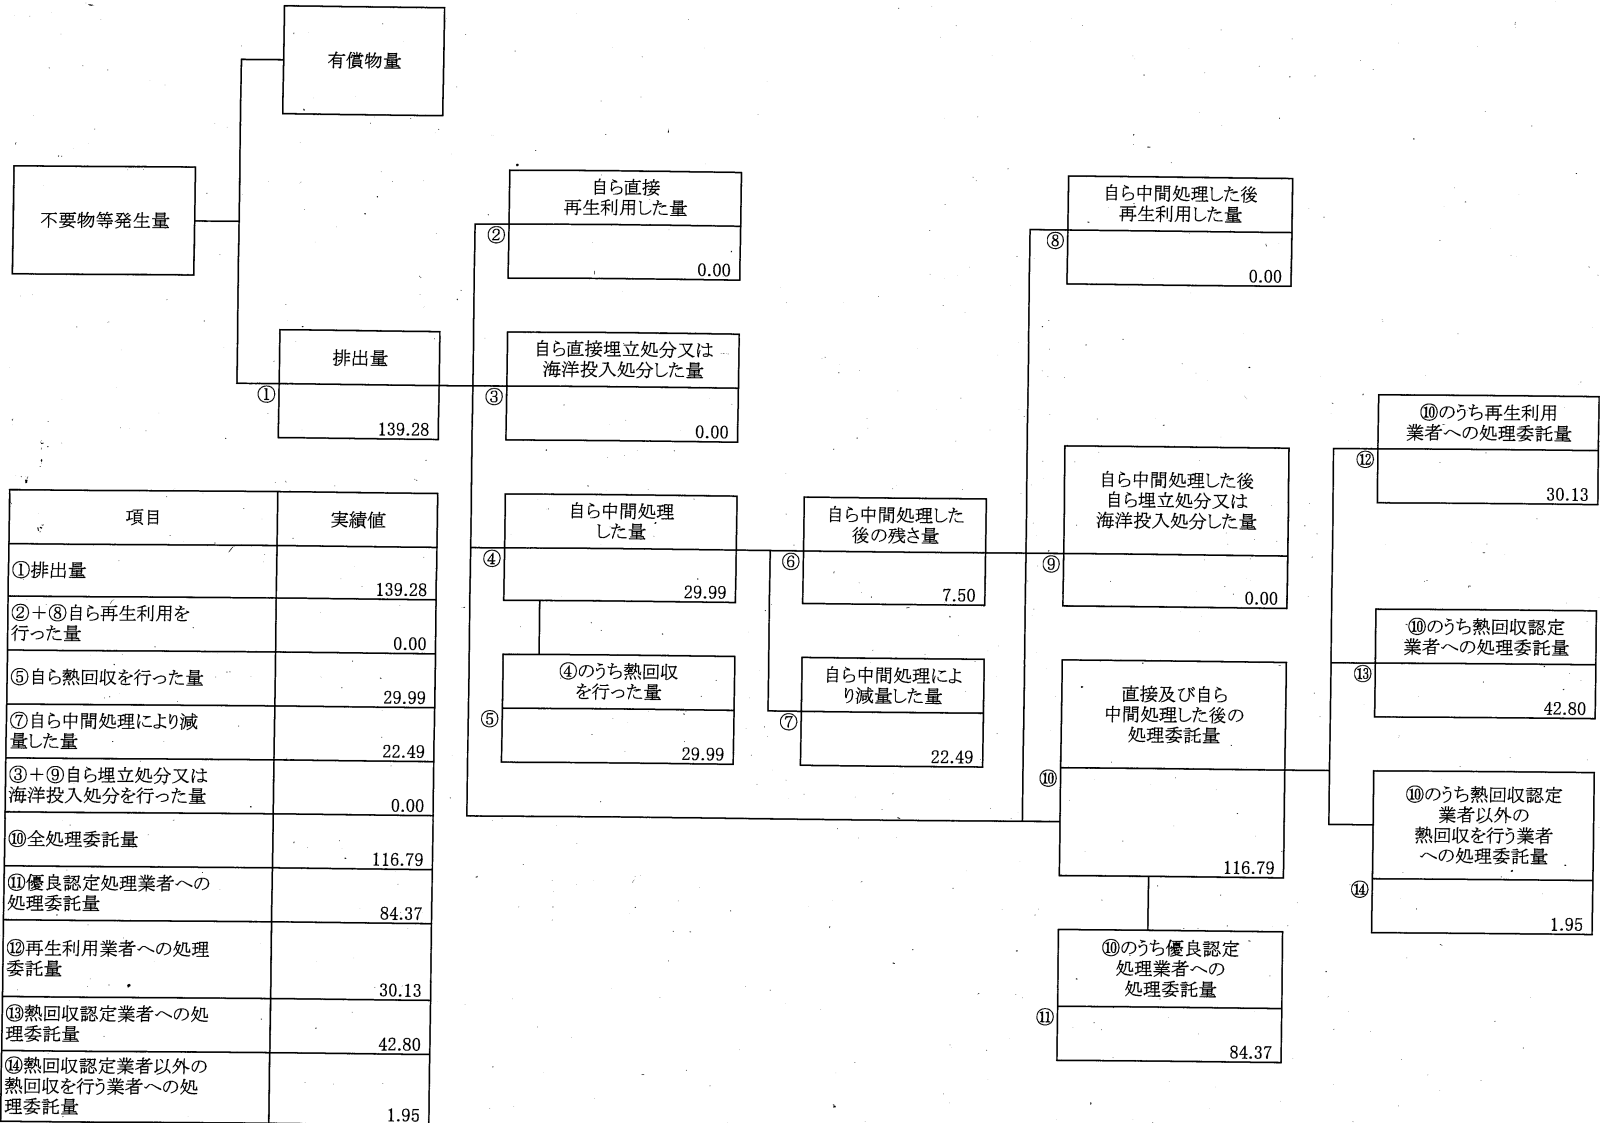 有償物量
不要物等発生量
排出量
①
139.28
自ら直接
再生利用した量
②
0.00
自ら直接埋立処分又は
海洋投入処分した量
③
0.00
自ら中間処理
した量
④
29.99
④のうち熱回収
を行った量
⑤
29.99
自ら中間処理した
後の残さ量
⑥
7.50
自ら中間処理によ
り減量した量
⑦
22.49
自ら中間処理した後
再生利用した量
⑧
0.00
自ら中間処理した後
自ら埋立処分又は
海洋投入処分した量
⑨
0.00
直接及び自ら
中間処理した後の
処理委託量
⑩
116.79
⑩のうち優良認定
処理業者への
処理委託量
⑪
84.37
⑩のうち再生利用
業者への処理委託量
⑫
30.13
⑩のうち熱回収認定
業者への処理委託量
⑬
42.80
⑩のうち熱回収認定
業者以外の
熱回収を行う業者
への処理委託量
⑭
1.95
項目 実績値
①排出量
139.28
②＋⑧自ら再生利用を
行った量
0.00
⑤自ら熱回収を行った量
29.99
⑦自ら中間処理により減
量した量
22.49
③＋⑨自ら埋立処分又は
海洋投入処分を行った量
0.00
⑩全処理委託量
116.79
⑪優良認定処理業者への
処理委託量
84.37
⑫再生利用業者への処理
委託量
30.13
⑬熱回収認定業者への処
理委託量
42.80
⑭熱回収認定業者以外の
熱回収を行う業者への処
理委託量
1.95